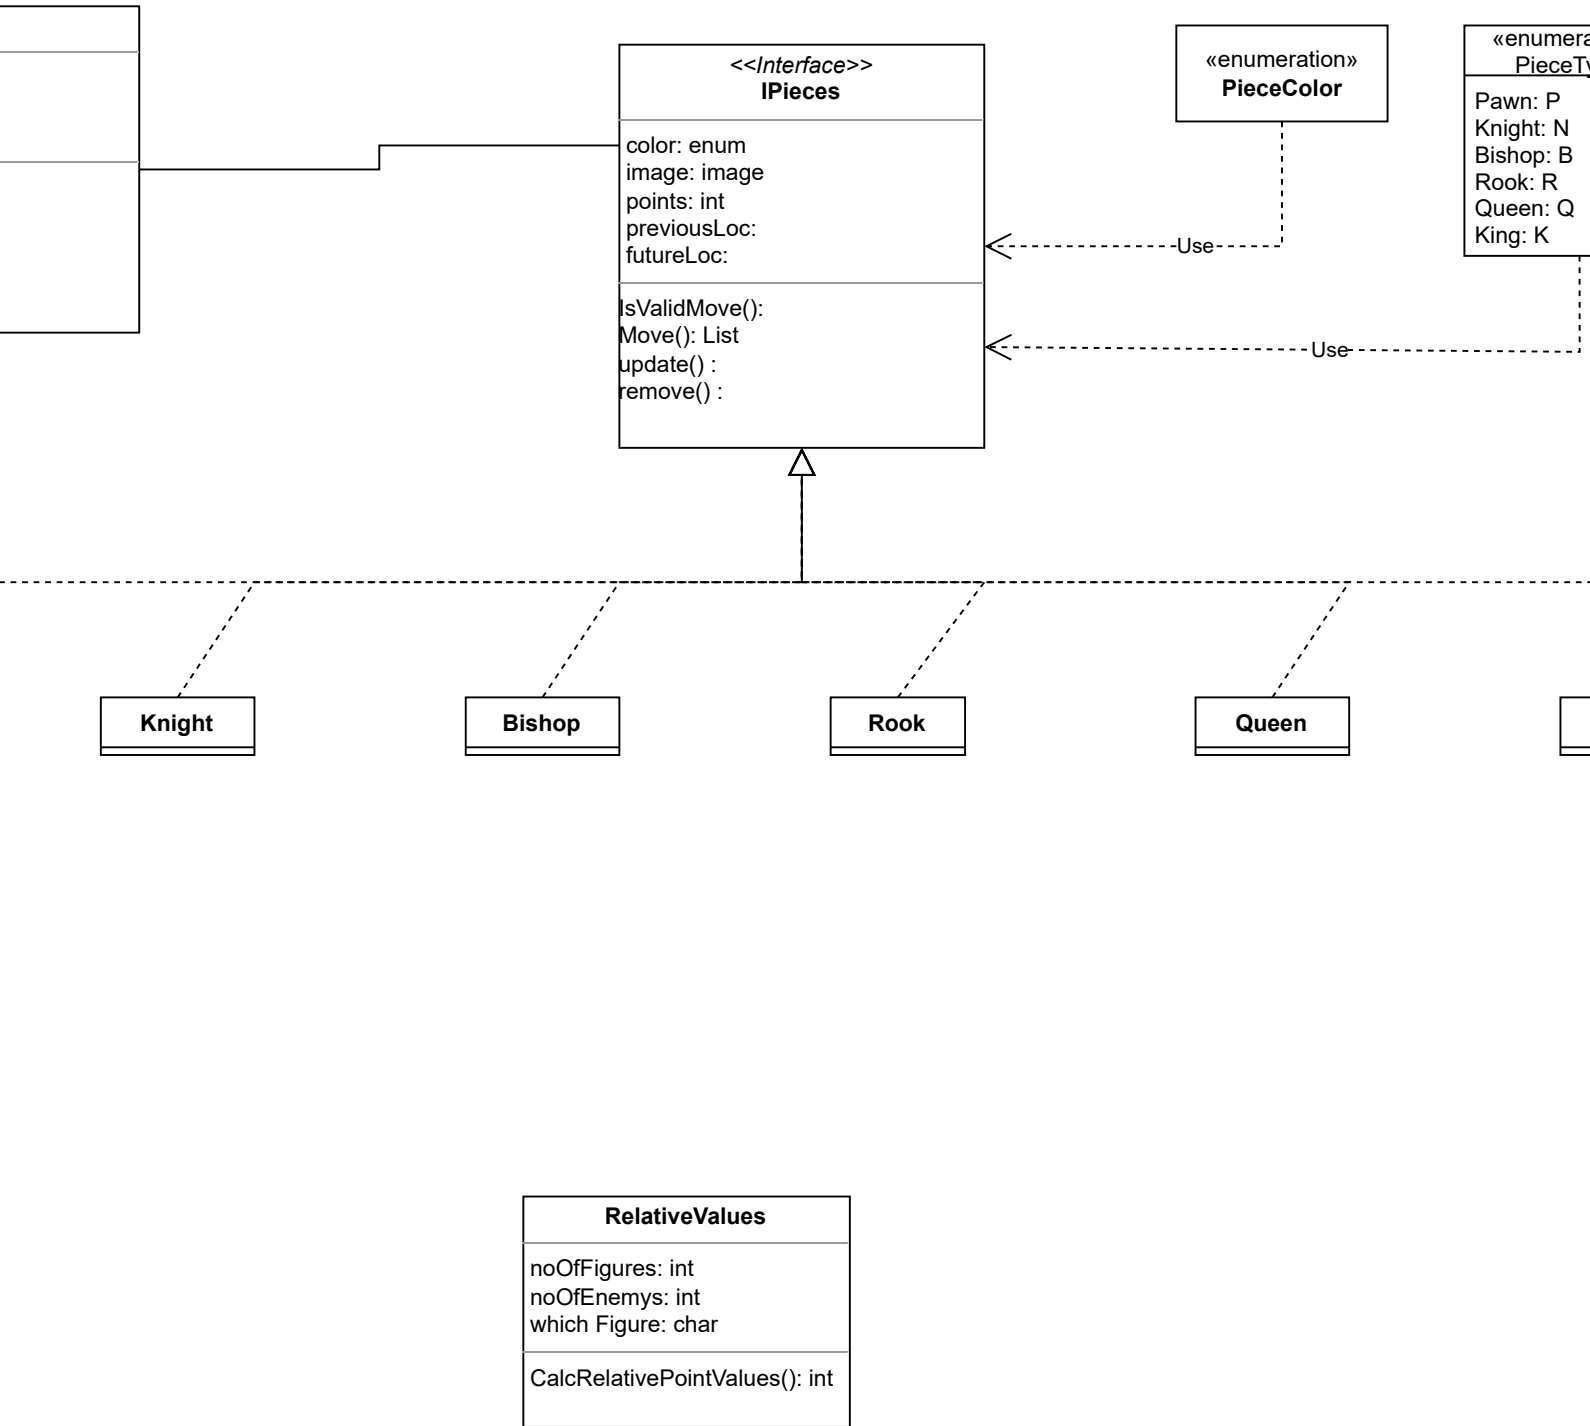 <<Interface>>
IPieces
color: enum
image: image
points: int
previousLoc:
futureLoc:
IsValidMove():
Move(): List
update() :
remove() :
«enumeration»
PieceColor
Use
«enumera
PieceTy
Pawn: P
Knight: N
Bishop: B
Rook: R
Queen: Q
King: K
Use
Knight
Bishop
Rook
Queen
RelativeValues
noOfFigures: int
noOfEnemys: int
which Figure: char
CalcRelativePointValues(): int